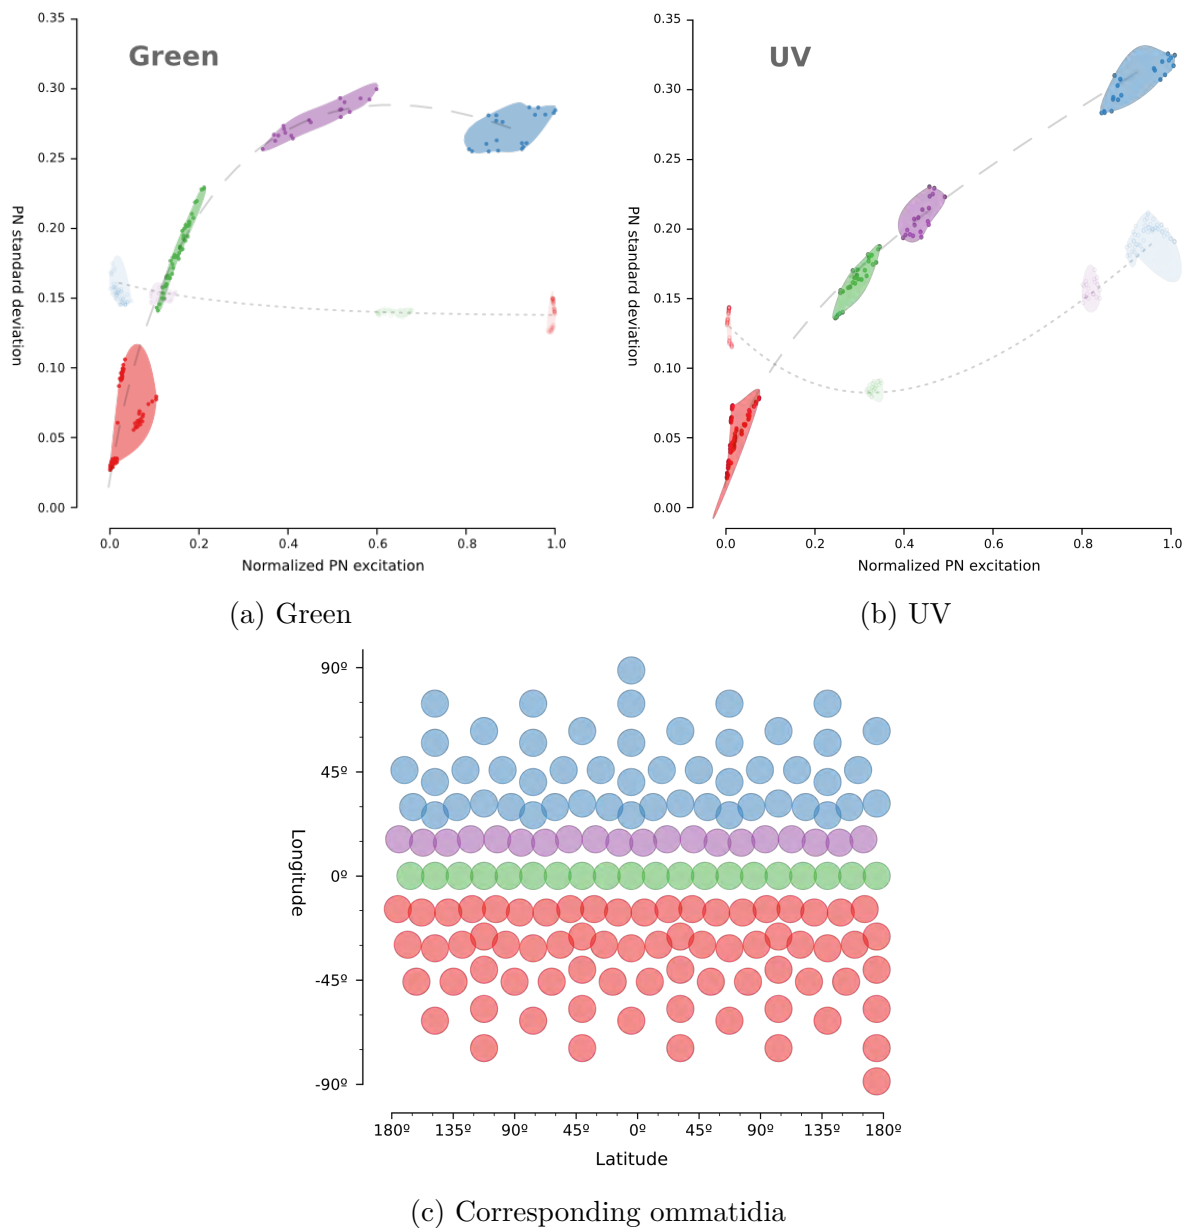 Green
0.35
0.30
0.25
0.20
0.15
0.10
0.05
0.00
PN standard deviation
0.0 0.2 0.4 0.6 0.8 1.0
Normalized PN excitation
(a) Green
UV
0.35
0.30
0.25
0.20
0.15
0.10
0.05
0.00
PN standard deviation
0.0 0.2 0.4 0.6 0.8 1.0
Normalized PN excitation
(b) UV
90º
45º
0º
-45º
-90º
Longitude
180º 135º 90º 45º 0º 45º 90º 135º 180º
Latitude
(c) Corresponding ommatidia